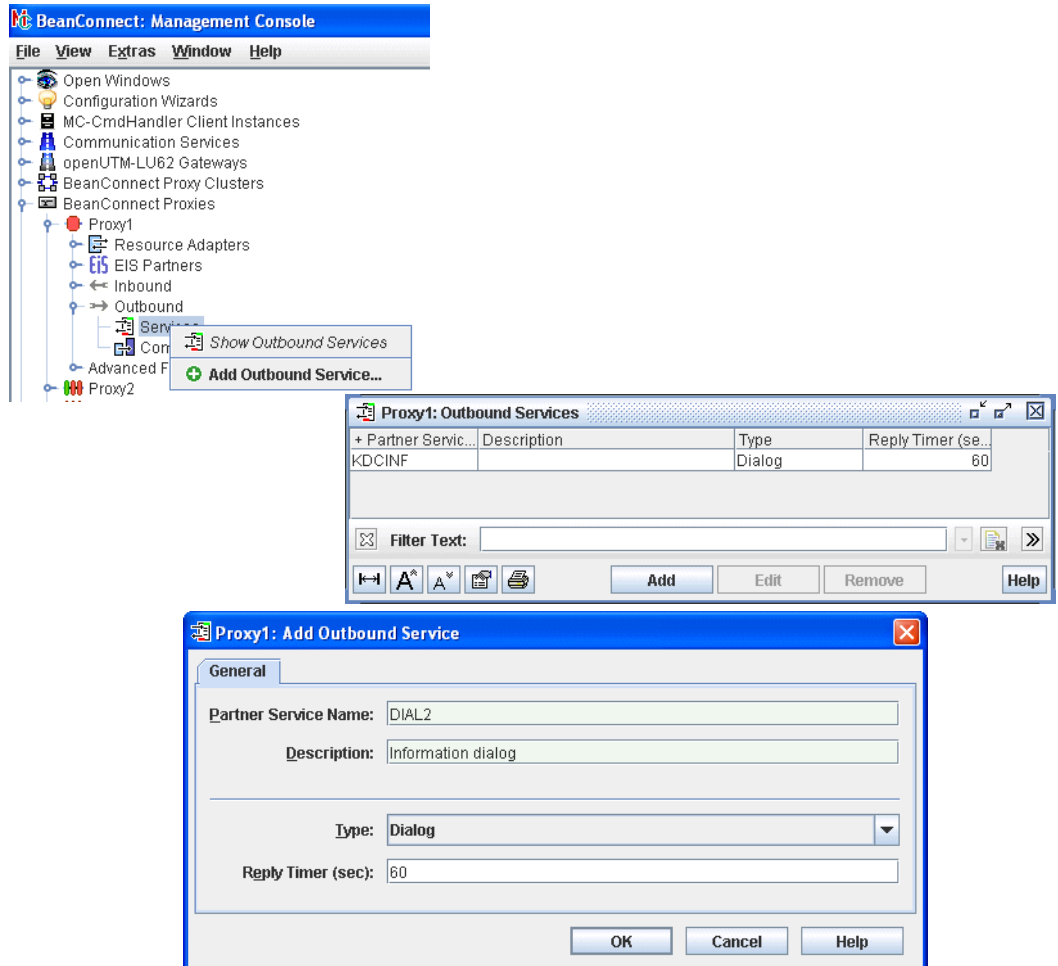 BeanConnect: Management Console
File View Extras Window Help
Open Windows
Configuration Wizards
MC-CmdHandler Client Instances
Communication Services
openUTM-LU62 Gateways
BeanConnect Proxy Clusters
BeanConnect Proxies
Proxy1
Resource Adapters
EIS EIS Partners
Inbound
Outbound
Show Outbound Services
Com
Advanced F
Add Outbound Service...
Proxy2
Proxy1: Outbound Services
+ Partner Servic... Description Type Reply Timer (se...
KDCINF Dialog 60
Filter Text:
A A Add Edit Remove Help
Proxy1: Add Outbound Service
General
Partner Service Name: DIAL2
Description: Information dialog
Type: Dialog
Reply Timer (sec): 60
OK Cancel Help